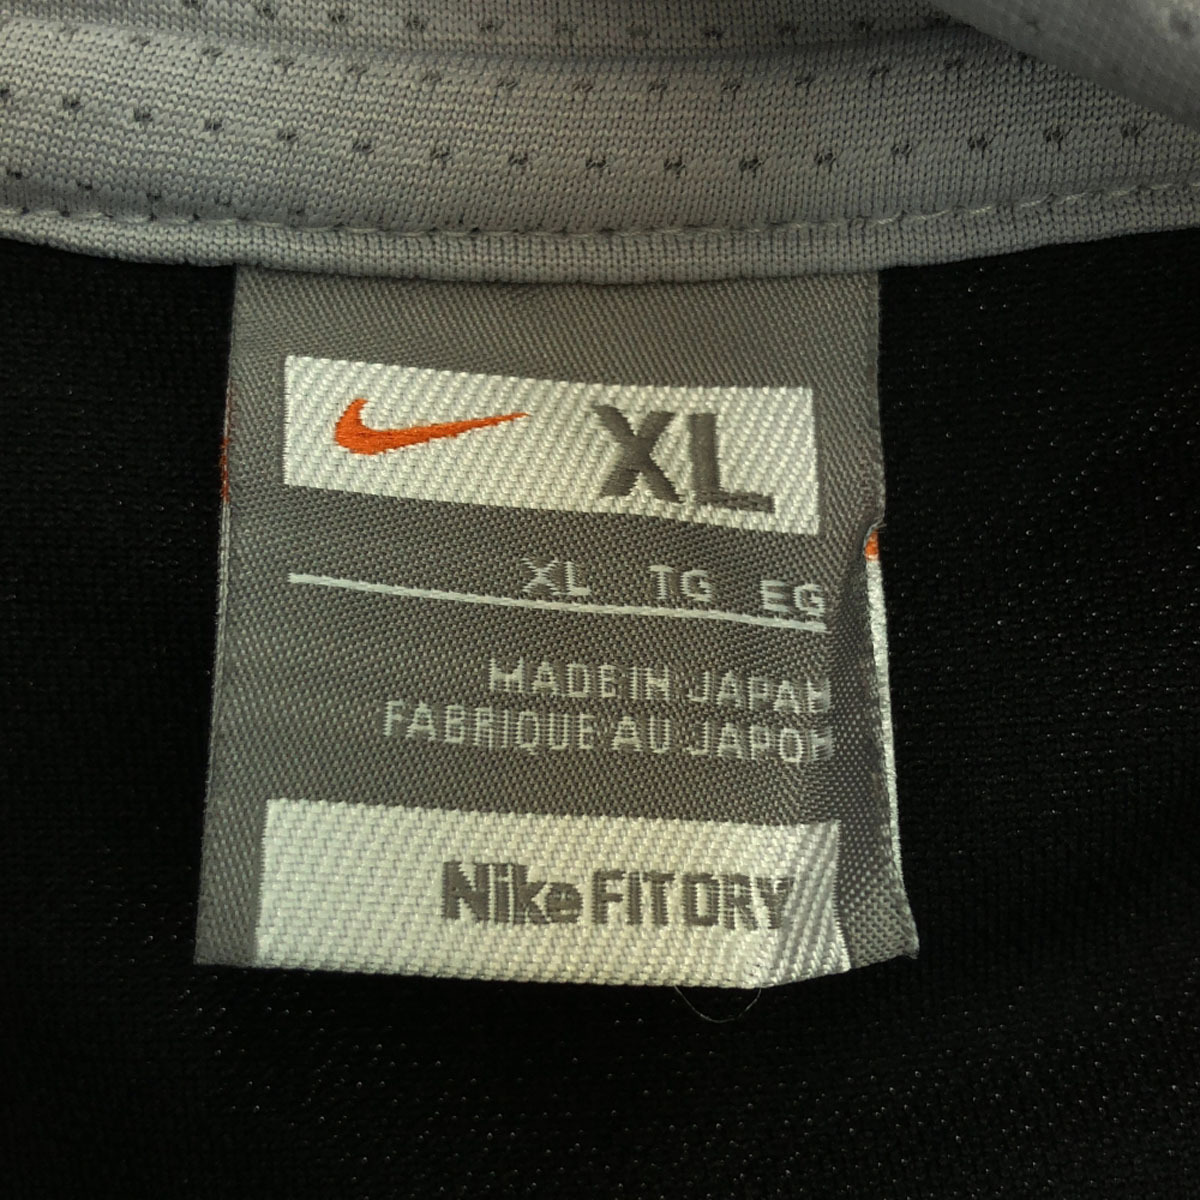 XL
XL TG EG
MADE IN JAPAN
FABRIQUE AU JAPON
Nike FIT DRY